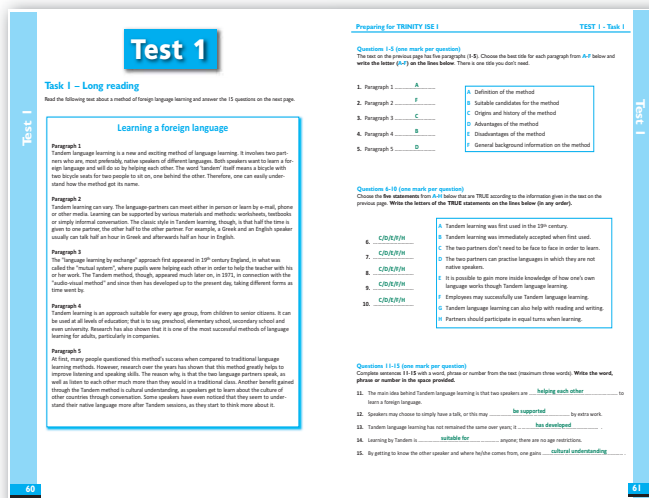 Test 1
Test 1
Task 1 – Long reading
Read the following text about a method of foreign language learning and answer the 15 questions on the next page.
Learning a foreign language
Paragraph 1
Tandem language learning is a new and exciting method of language learning. It involves two part-
ners who are, most preferably, native speakers of different languages. Both speakers want to learn a for-
eign language and will do so by helping each other. The word 'tandem' itself means a bicycle with
two bicycle seats for two people to sit on, one behind the other. Therefore, one can easily under-
stand how the method got its name.
Paragraph 2
Tandem learning can vary. The language-partners can meet either in person or learn by e-mail, phone
or other media. Learning can be supported by various materials and methods: worksheets, textbooks
or simply informal conversation. The classic style in Tandem learning, though, is that half the time is
given to one partner, the other half to the other partner. For example, a Greek and an English speaker
usually can talk half an hour in Greek and afterwards half an hour in English.
Paragraph 3
The "language learning by exchange" approach first appeared in 19th century England, in what was
called the "mutual system", where pupils were helping each other in order to help the teacher with his
or her work. The Tandem method, though, appeared much later on, in 1971, in connection with the
"audio-visual method" and since then has developed up to the present day, taking different forms as
time went by.
Paragraph 4
Tandem learning is an approach suitable for every age group, from children to senior citizens. It can
be used at all levels of education; that is to say, preschool, elementary school, secondary school and
even university. Research has also shown that it is one of the most successful methods of language
learning for adults, particularly in companies.
Paragraph 5
At first, many people questioned this method's success when compared to traditional language
learning methods. However, research over the years has shown that this method greatly helps to
improve listening and speaking skills. The reason why, is that the two language partners speak, as
well as listen to each other much more than they would in a traditional class. Another benefit gained
through the Tandem method is cultural understanding, as speakers get to learn about the culture of
other countries through conversation. Some speakers have even noticed that they seem to under-
stand their native language more after Tandem sessions, as they start to think more about it.
60
Preparing for TRINITY ISE I TEST 1 - Task 1
Questions 1-5 (one mark per question)
The text on the previous page has five paragraphs (1-5). Choose the best title for each paragraph from A-F below and
write the letter (A-F) on the lines below. There is one title you don't need.
1. Paragraph 1 A
2. Paragraph 2 F
3. Paragraph 3 C
4. Paragraph 4 B
5. Paragraph 5 D
A Definition of the method
B Suitable candidates for the method
C Origins and history of the method
D Advantages of the method
E Disadvantages of the method
F General background information on the method
Questions 6-10 (one mark per question)
Choose the five statements from A-H below that are TRUE according to the information given in the text on the
previous page. Write the letters of the TRUE statements on the lines below (in any order).
6. C/D/E/F/H
7. C/D/E/F/H
8. C/D/E/F/H
9. C/D/E/F/H
10. C/D/E/F/H
A Tandem learning was first used in the 19th century.
B Tandem learning was immediately accepted when first used.
C The two partners don't need to be face to face in order to learn.
D The two partners can practise languages in which they are not
native speakers.
E It is possible to gain more inside knowledge of how one's own
language works though Tandem language learning.
F Employees may successfully use Tandem language learning.
G Tandem language learning can also help with reading and writing.
H Partners should participate in equal turns when learning.
Questions 11-15 (one mark per question)
Complete sentences 11-15 with a word, phrase or number from the text (maximum three words). Write the word,
phrase or number in the space provided.
11. The main idea behind Tandem language learning is that two speakers are helping each other to
learn a foreign language.
12. Speakers may choose to simply have a talk, or this may be supported by extra work.
13. Tandem language learning has not remained the same over years; it has developed .
14. Learning by Tandem is suitable for anyone; there are no age restrictions.
15. By getting to know the other speaker and where he/she comes from, one gains cultural understanding .
Test 1
61